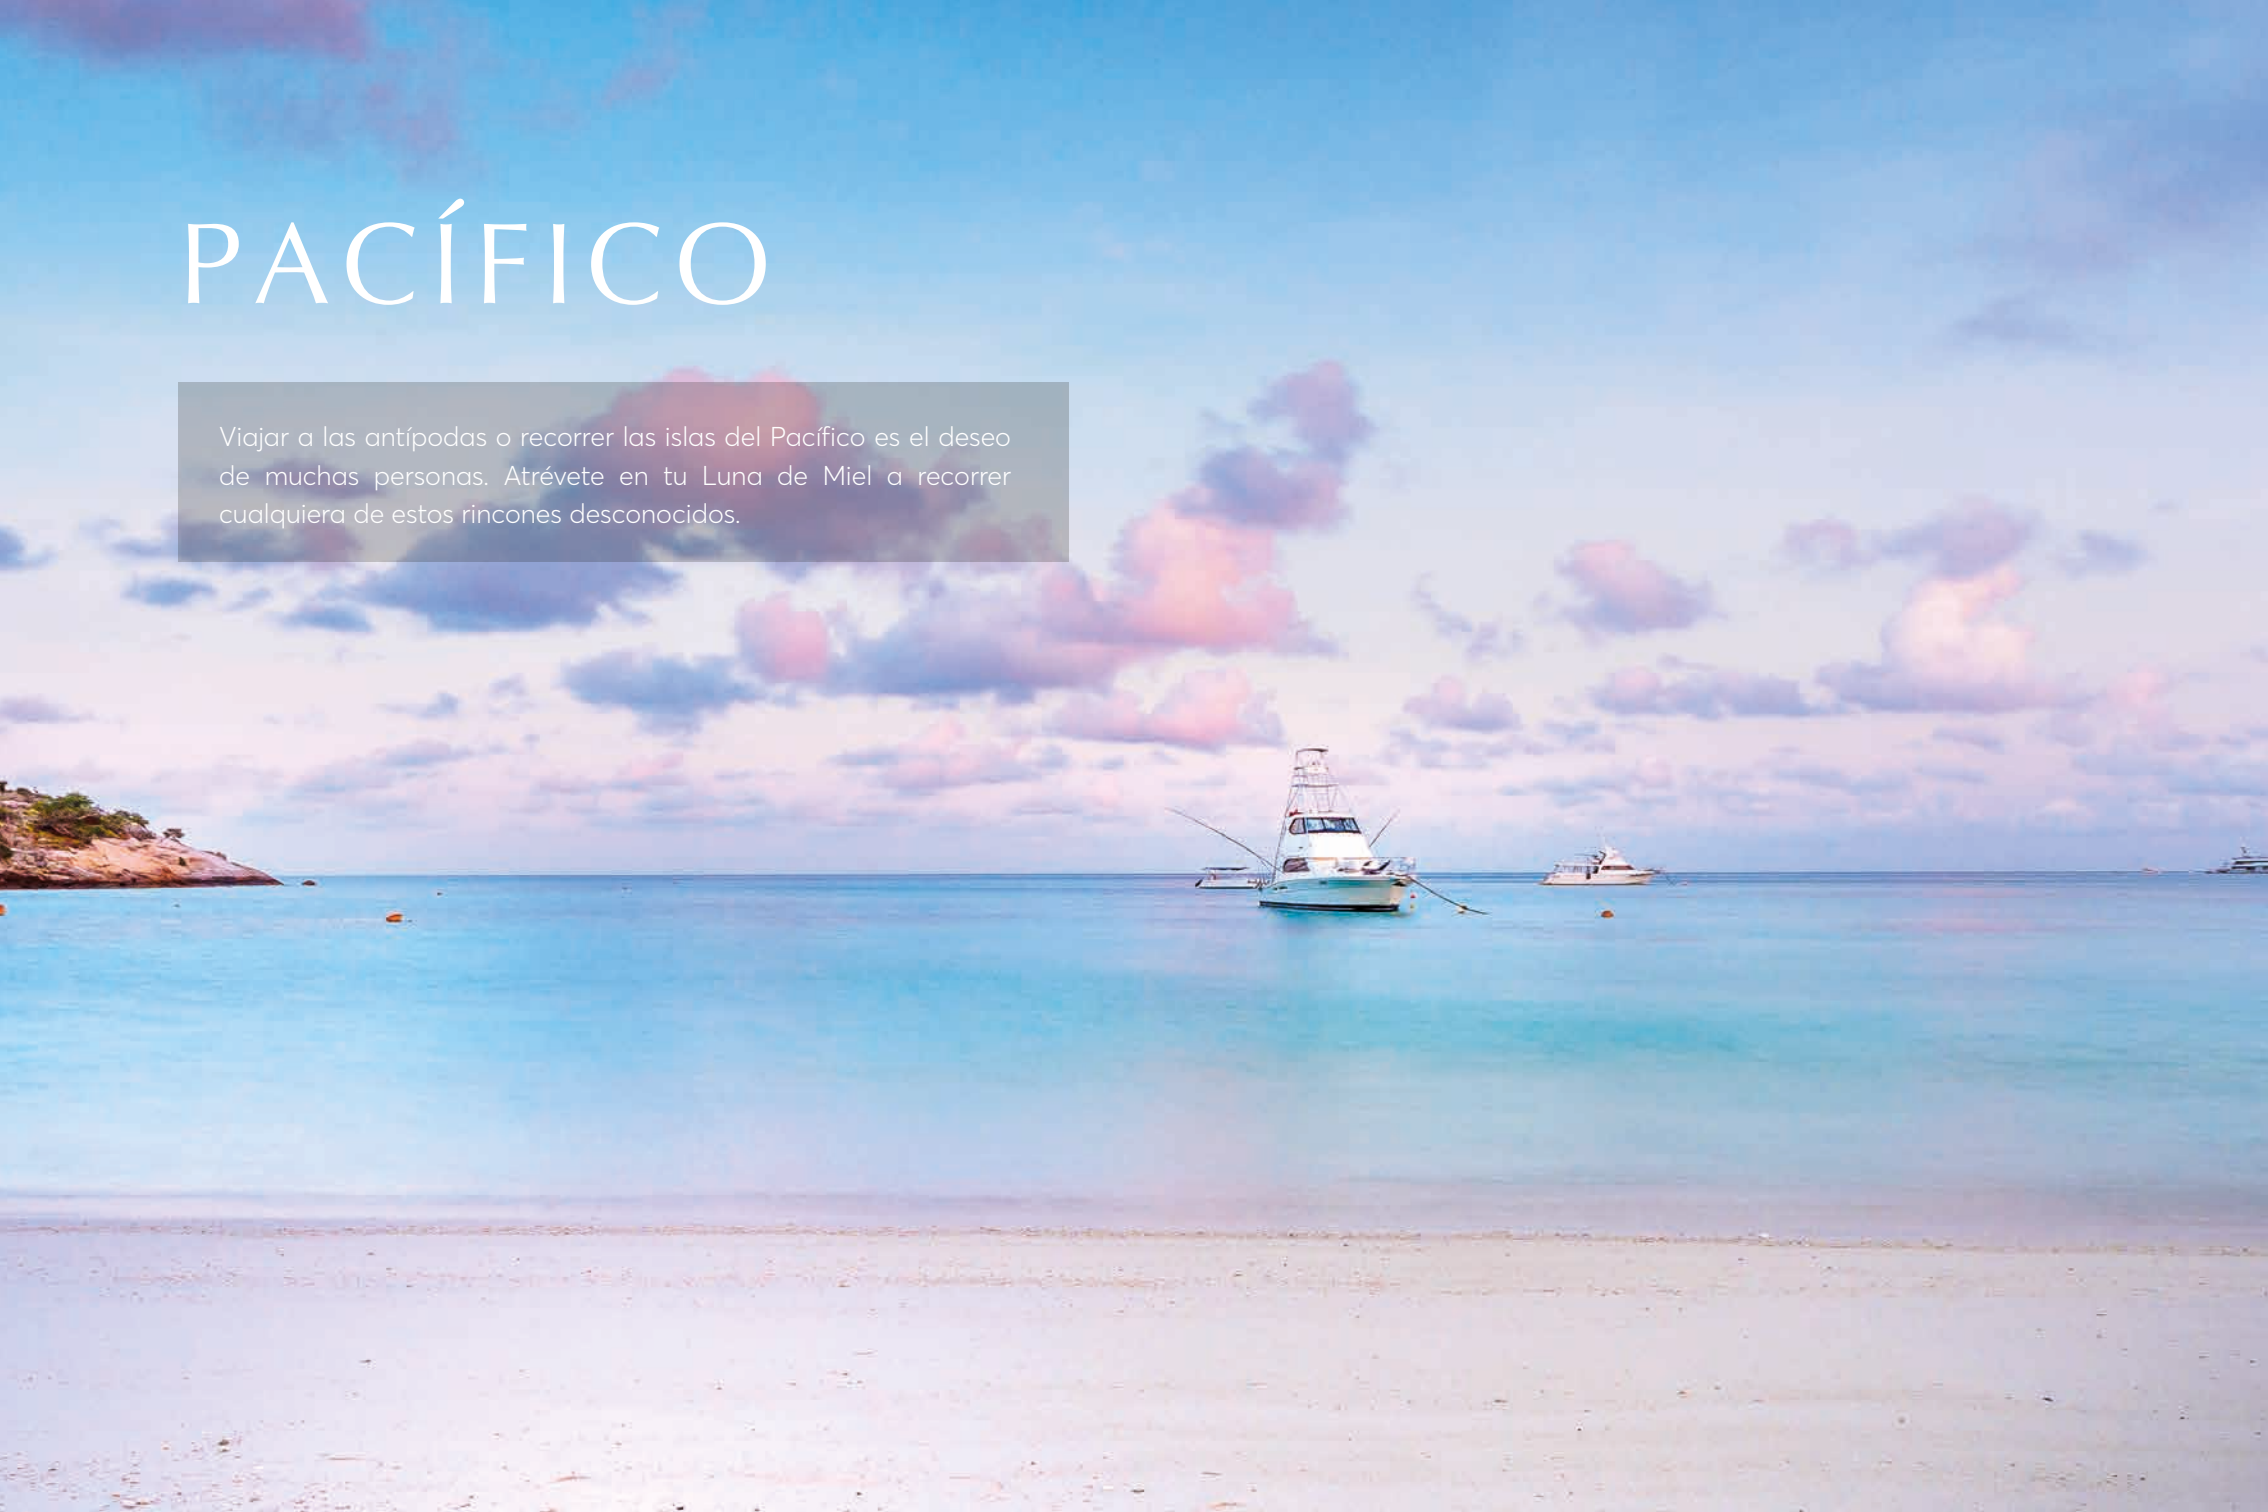 PACÍFICO
Viajar a las antípodas o recorrer las islas del Pacífico es el deseo
de muchas personas. Atrévete en tu Luna de Miel a recorrer
cualquiera de estos rincones desconocidos.